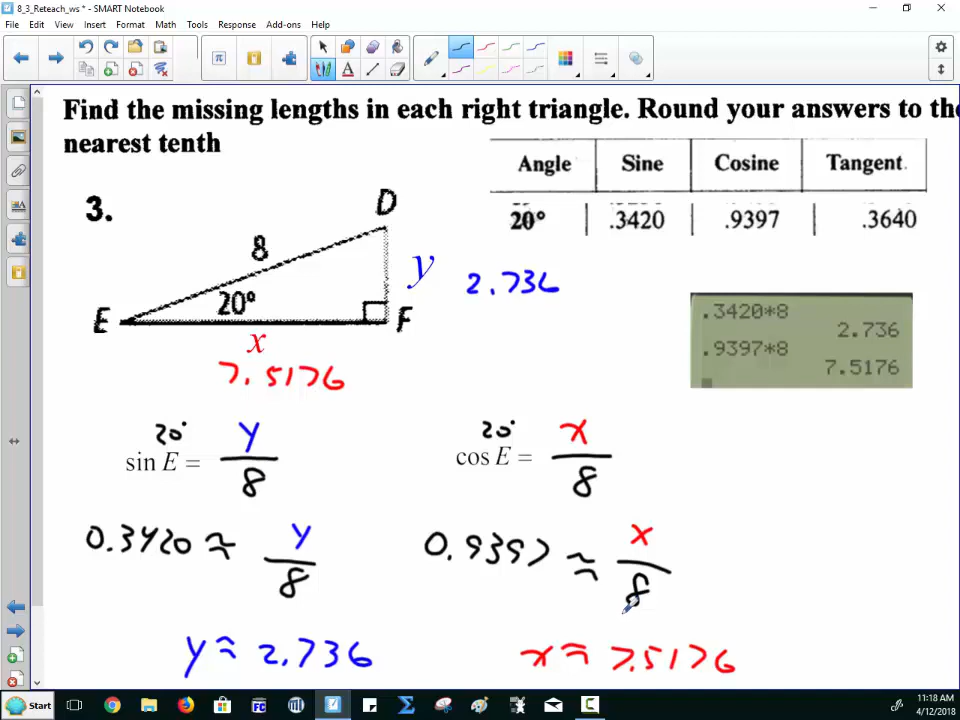 8_3_Reteach_ws * - SMART Notebook
File Edit View Insert Format Math Tools Response Add-ons Help
Find the missing lengths in each right triangle. Round your answers to the
nearest tenth
Angle Sine Cosine Tangent
20° .3420 .9397 .3640
3.
D
8
y
2.736
20°
E
F
x
7.5176
.3420*8
2.736
.9397*8
7.5176
20° y
sin E = 8
20° x
cos E = 8
0.3420 ≈ y
8
0.9397 ≈ x
8
y ≈ 2.736
x ≈ 7.5176
Start
11:18 AM
4/12/2018